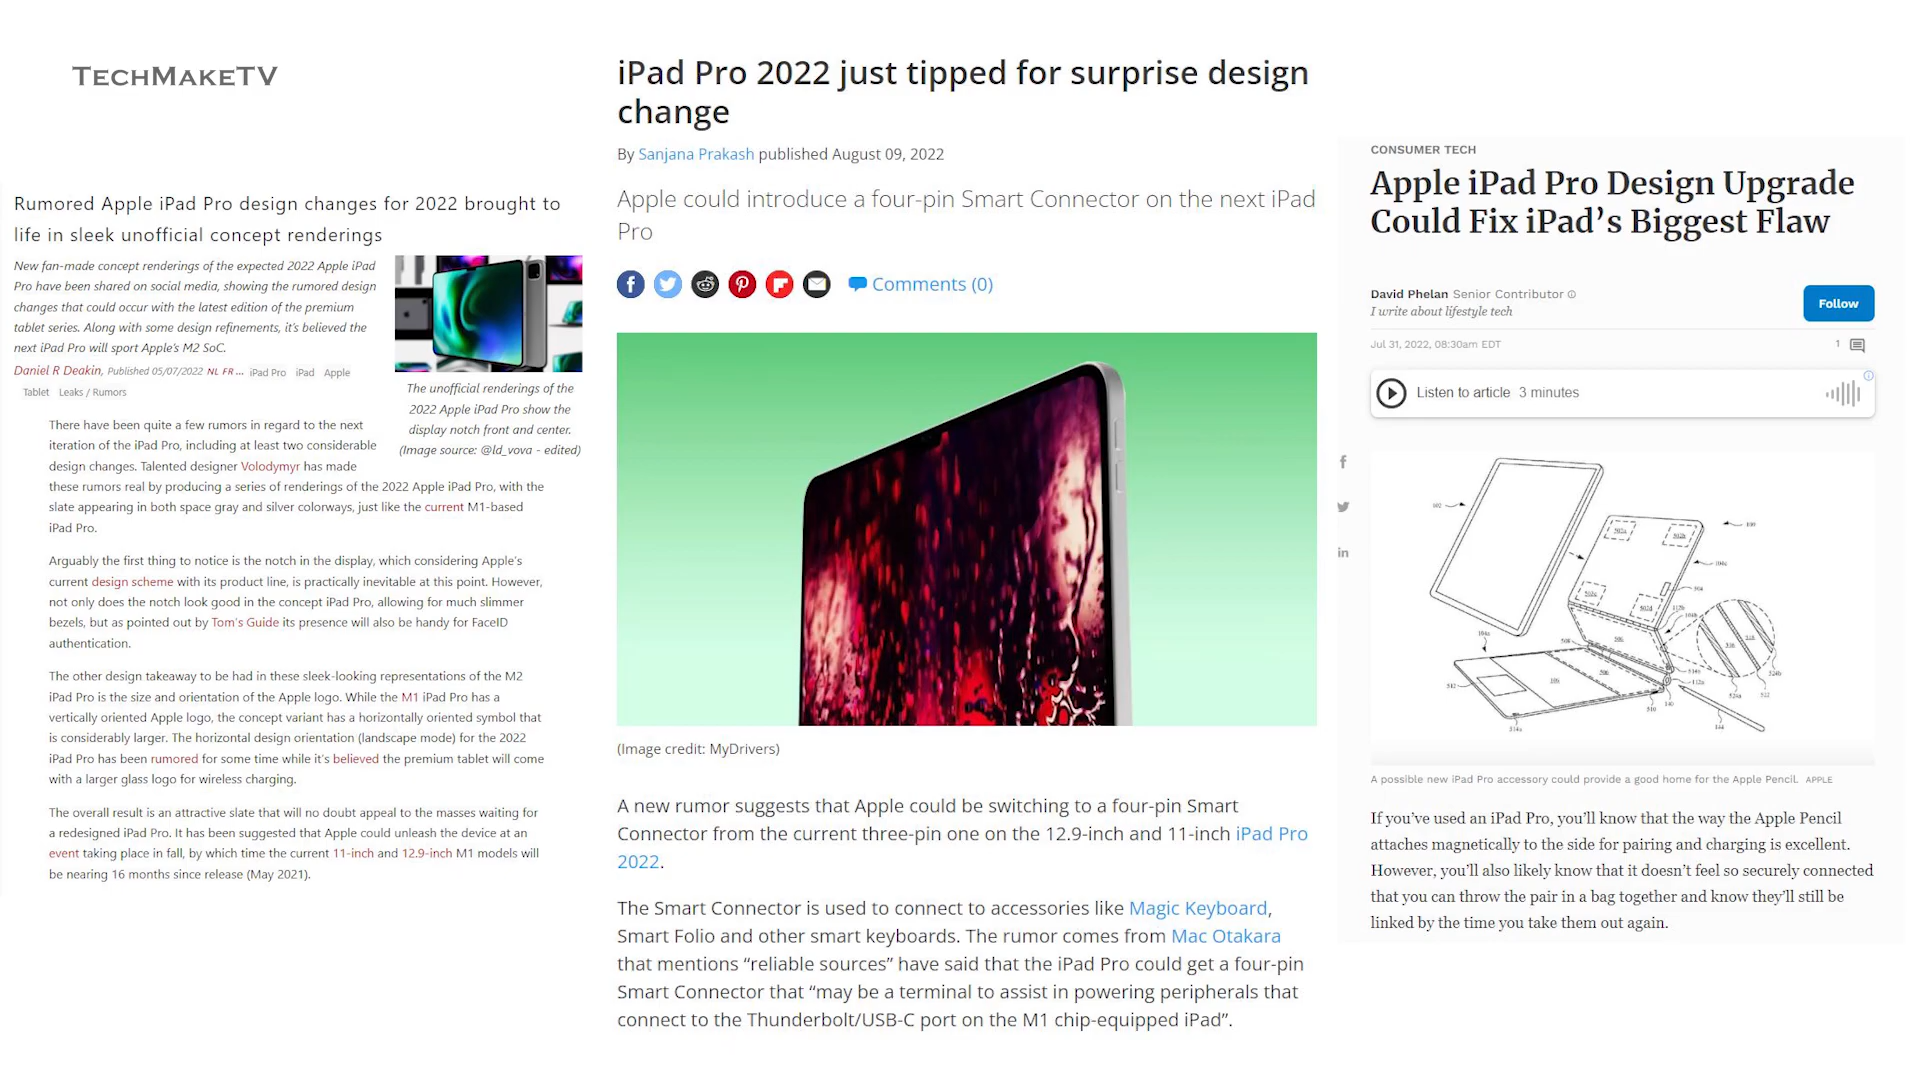 TECHMAKETV
Rumored Apple iPad Pro design changes for 2022 brought to
life in sleek unofficial concept renderings
New fan-made concept renderings of the expected 2022 Apple iPad
Pro have been shared on social media, showing the rumored design
changes that could occur with the latest edition of the premium
tablet series. Along with some design refinements, it's believed the
next iPad Pro will sport Apple's M2 SoC.
Daniel R Deakin, Published 05/07/2022 NL FR ... iPad Pro iPad Apple
Tablet Leaks / Rumors
The unofficial renderings of the
2022 Apple iPad Pro show the
display notch front and center.
(Image source: @ld_vova - edited)
There have been quite a few rumors in regard to the next
iteration of the iPad Pro, including at least two considerable
design changes. Talented designer Volodymyr has made
these rumors real by producing a series of renderings of the 2022 Apple iPad Pro, with the
slate appearing in both space gray and silver colorways, just like the current M1-based
iPad Pro.
Arguably the first thing to notice is the notch in the display, which considering Apple's
current design scheme with its product line, is practically inevitable at this point. However,
not only does the notch look good in the concept iPad Pro, allowing for much slimmer
bezels, but as pointed out by Tom's Guide its presence will also be handy for FaceID
authentication.
The other design takeaway to be had in these sleek-looking representations of the M2
iPad Pro is the size and orientation of the Apple logo. While the M1 iPad Pro has a
vertically oriented Apple logo, the concept variant has a horizontally oriented symbol that
is considerably larger. The horizontal design orientation (landscape mode) for the 2022
iPad Pro has been rumored for some time while it's believed the premium tablet will come
with a larger glass logo for wireless charging.
The overall result is an attractive slate that will no doubt appeal to the masses waiting for
a redesigned iPad Pro. It has been suggested that Apple could unleash the device at an
event taking place in fall, by which time the current 11-inch and 12.9-inch M1 models will
be nearing 16 months since release (May 2021).
iPad Pro 2022 just tipped for surprise design
change
By Sanjana Prakash published August 09, 2022
Apple could introduce a four-pin Smart Connector on the next iPad
Pro
Comments (0)
(Image credit: MyDrivers)
A new rumor suggests that Apple could be switching to a four-pin Smart
Connector from the current three-pin one on the 12.9-inch and 11-inch iPad Pro
2022.
The Smart Connector is used to connect to accessories like Magic Keyboard,
Smart Folio and other smart keyboards. The rumor comes from Mac Otakara
that mentions “reliable sources” have said that the iPad Pro could get a four-pin
Smart Connector that “may be a terminal to assist in powering peripherals that
connect to the Thunderbolt/USB-C port on the M1 chip-equipped iPad”.
CONSUMER TECH
Apple iPad Pro Design Upgrade
Could Fix iPad’s Biggest Flaw
David Phelan Senior Contributor
I write about lifestyle tech
Follow
Jul 31, 2022, 08:30am EDT
1
Listen to article 3 minutes
A possible new iPad Pro accessory could provide a good home for the Apple Pencil. APPLE
If you’ve used an iPad Pro, you’ll know that the way the Apple Pencil
attaches magnetically to the side for pairing and charging is excellent.
However, you’ll also likely know that it doesn’t feel so securely connected
that you can throw the pair in a bag together and know they’ll still be
linked by the time you take them out again.